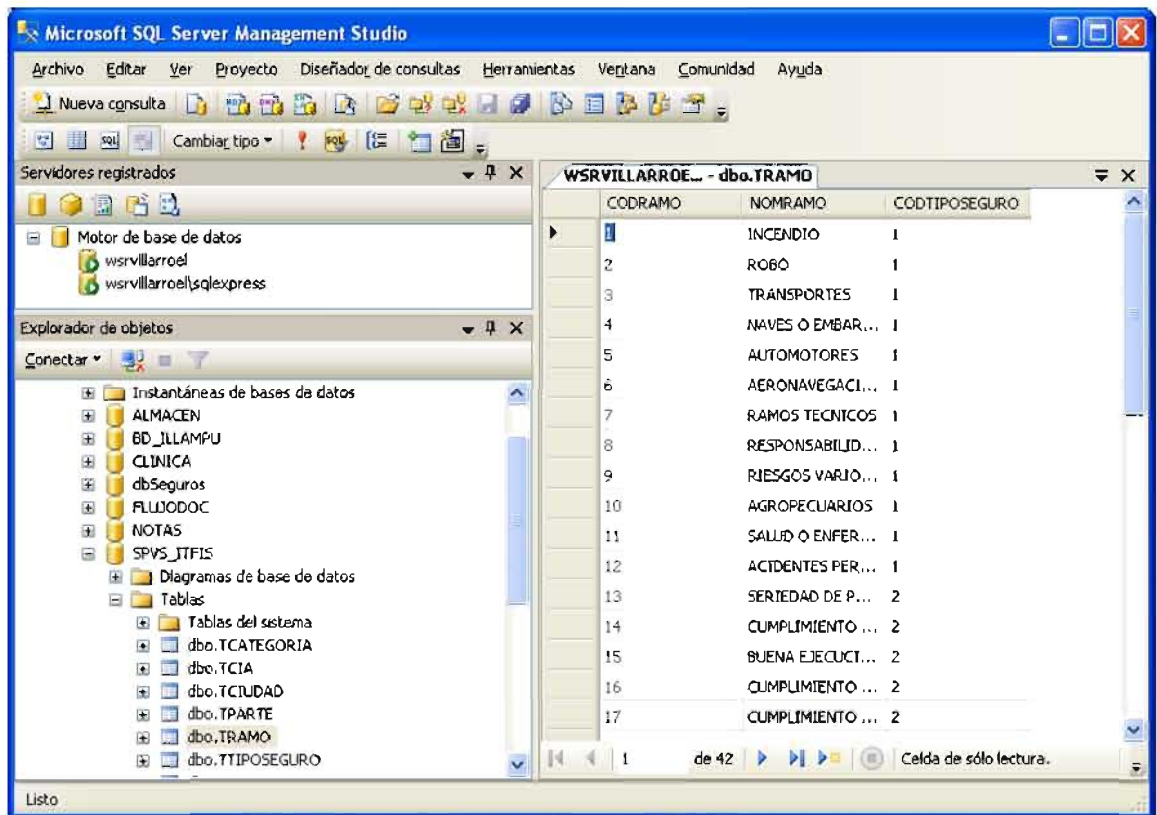 Microsoft SQL Server Management Studio
Archivo Editar Ver Proyecto Diseñador de consultas Herramientas Ventana Comunidad Ayuda
Nueva consulta
Cambiar tipo
Servidores registrados
Motor de base de datos
wsrvillarroel
wsrvillarroel\sqlexpress
Explorador de objetos
Conectar
Instantáneas de bases de datos
ALMACEN
BD_ILLAMPU
CLINICA
dbSeguros
FLUJODOC
NOTAS
SPVS_ITFIS
Diagramas de base de datos
Tablas
Tablas del sistema
dbo.TCATEGORIA
dbo.TCIA
dbo.TCIUDAD
dbo.TPARTE
dbo.TRAMO
dbo.TTIPOSEGURO
WSRVILLARROE... - dbo.TRAMO
CODRAMO NOMRAMO CODTIPOSEGURO
1 INCENDIO 1
2 ROBO 1
3 TRANSPORTES 1
4 NAVES O EMBAR... 1
5 AUTOMOTORES 1
6 AERONAVEGACI... 1
7 RAMOS TECNICOS 1
8 RESPONSABILID... 1
9 RIESGOS VARIO... 1
10 AGROPECUARIOS 1
11 SALUD O ENFER... 1
12 ACIDENTES PER... 1
13 SERIEDAD DE P... 2
14 CUMPLIMIENTO ... 2
15 BUENA EJECUCI... 2
16 CUMPLIMIENTO ... 2
17 CUMPLIMIENTO ... 2
1 de 42 Celda de sólo lectura.
Listo